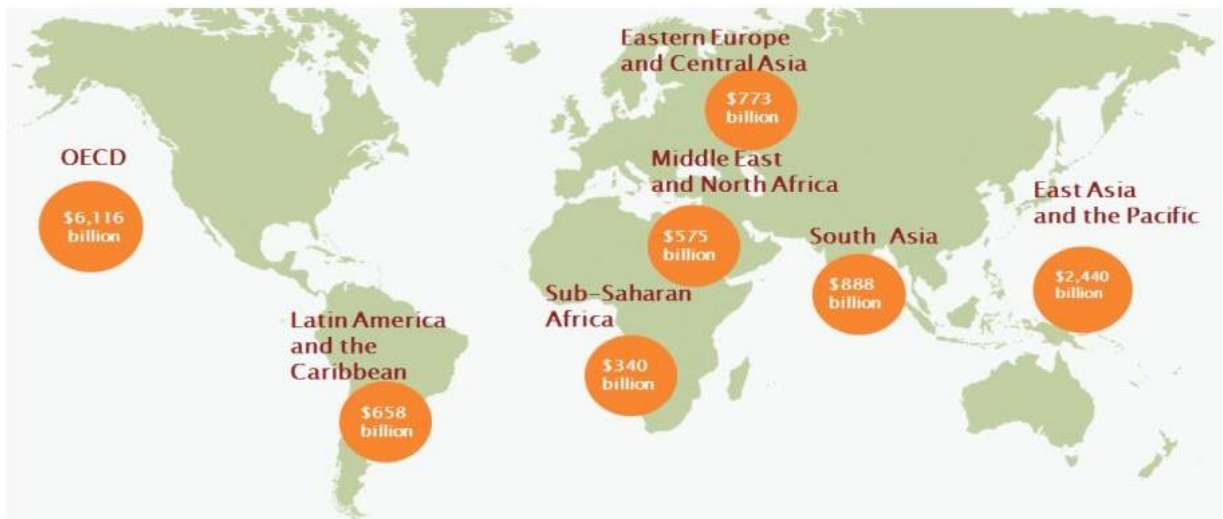 Eastern Europe
and Central Asia
$773
billion
OECD
$6,116
billion
Middle East
and North Africa
$575
billion
East Asia
and the Pacific
$2,440
billion
South Asia
$888
billion
Sub-Saharan
Africa
$340
billion
Latin America
and the
Caribbean
$658
billion